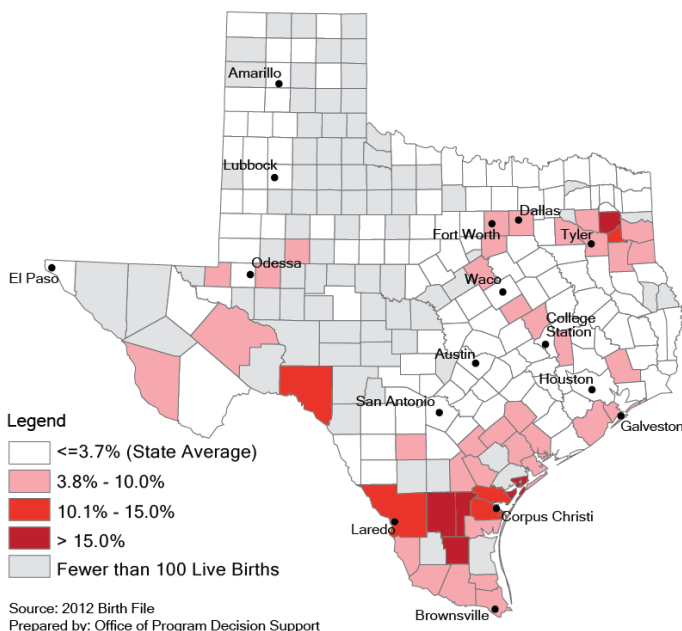 Amarillo
Lubbock
Dallas
Fort Worth
Tyler
El Paso
Odessa
Waco
College
Station
Austin
Houston
San Antonio
Galveston
Legend
<=3.7% (State Average)
3.8% - 10.0%
10.1% - 15.0%
> 15.0%
Fewer than 100 Live Births
Laredo
Corpus Christi
Brownsville
Source: 2012 Birth File
Prepared by: Office of Program Decision Support